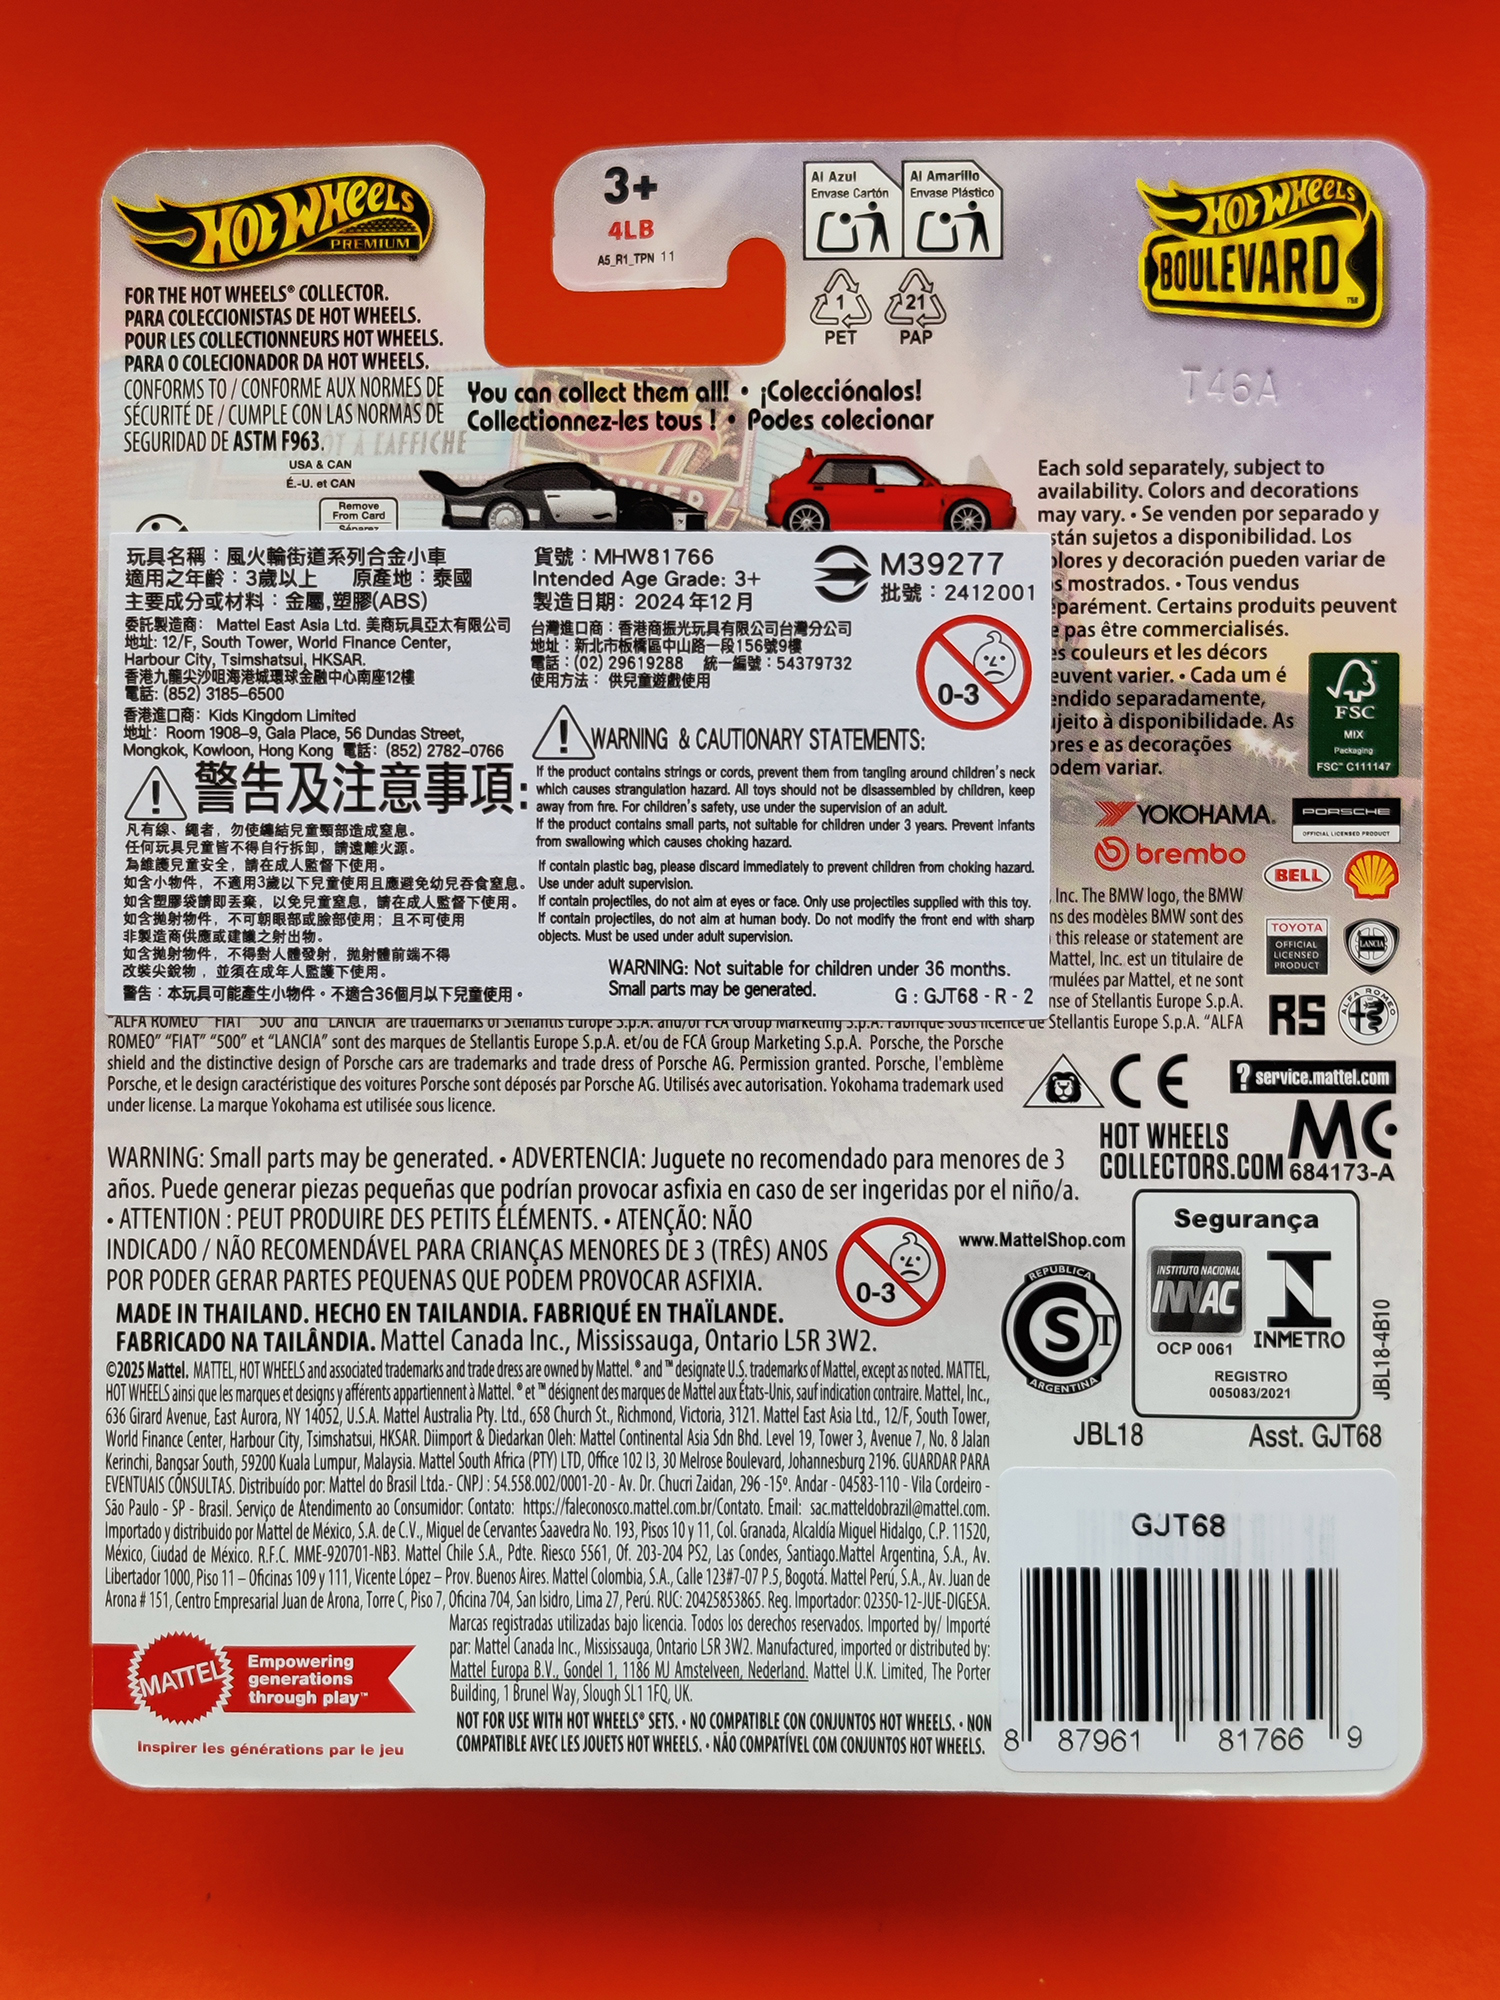 HOT WHEELS
PREMIUM
FOR THE HOT WHEELS® COLLECTOR.
PARA COLECCIONISTAS DE HOT WHEELS.
POUR LES COLLECTIONNEURS HOT WHEELS.
PARA O COLECIONADOR DA HOT WHEELS.
CONFORMS TO / CONFORME AUX NORMES DE
SÉCURITÉ DE / CUMPLE CON LAS NORMAS DE
SEGURIDAD DE ASTM F963.
USA & CAN
É.-U. et CAN
Remove
From Card
Séparez
3+
4LB
A5_R1_TPN 11
Al Azul
Envase Cartón
Al Amarillo
Envase Plástico
1
PET
21
PAP
HOT WHEELS
BOULEVARD™
T46A
You can collect them all! • ¡Colecciónalos!
Collectionnez-les tous ! • Podes colecionar
À L'AFFICHE
Each sold separately, subject to
availability. Colors and decorations
may vary. • Se venden por separado y
stán sujetos a disponibilidad. Los
olores y decoración pueden variar de
s mostrados. • Tous vendus
éparément. Certains produits peuvent
e pas être commercialisés.
es couleurs et les décors
euvent varier. • Cada um é
endido separadamente,
ujeito à disponibilidade. As
ores e as decorações
odem variar.
FSC
MIX
Packaging
FSC™ C111147
玩具名稱：風火輪街道系列合金小車
適用之年齡：3歲以上 原產地：泰國
主要成分或材料：金屬,塑膠(ABS)
委託製造商： Mattel East Asia Ltd. 美商玩具亞太有限公司
地址: 12/F, South Tower, World Finance Center,
Harbour City, Tsimshatsui, HKSAR.
香港九龍尖沙咀海港城環球金融中心南座12樓
電話: (852) 3185-6500
香港進口商: Kids Kingdom Limited
地址: Room 1908-9, Gala Place, 56 Dundas Street,
Mongkok, Kowloon, Hong Kong 電話: (852) 2782-0766
貨號：MHW81766
Intended Age Grade: 3+
製造日期: 2024年12月
M39277
批號：2412001
台灣進口商：香港商振光玩具有限公司台灣分公司
地址：新北市板橋區中山路一段156號9樓
電話：(02) 29619288 統一編號：54379732
使用方法： 供兒童遊戲使用
0-3
警告及注意事項:
凡有線、繩者，勿使纏結兒童頸部造成窒息。
任何玩具兒童皆不得自行拆卸，請遠離火源。
為維護兒童安全，請在成人監督下使用。
如含小物件，不適用3歲以下兒童使用且應避免幼兒吞食窒息。
如含塑膠袋請即丟棄，以免兒童窒息，請在成人監督下使用。
如含拋射物件，不可朝眼部或臉部使用；且不可使用
非製造商供應或建議之射出物。
如含拋射物件，不得對人體發射，拋射體前端不得
改裝尖銳物，並須在成年人監護下使用。
警告：本玩具可能產生小物件。不適合36個月以下兒童使用。
WARNING & CAUTIONARY STATEMENTS:
If the product contains strings or cords, prevent them from tangling around children's neck
which causes strangulation hazard. All toys should not be disassembled by children, keep
away from fire. For children's safety, use under the supervision of an adult.
If the product contains small parts, not suitable for children under 3 years. Prevent infants
from swallowing which causes choking hazard.
If contain plastic bag, please discard immediately to prevent children from choking hazard.
Use under adult supervision.
If contain projectiles, do not aim at eyes or face. Only use projectiles supplied with this toy.
If contain projectiles, do not aim at human body. Do not modify the front end with sharp
objects. Must be used under adult supervision.
WARNING: Not suitable for children under 36 months.
Small parts may be generated.
G : GJT68 - R - 2
YOKOHAMA.
PORSCHE
OFFICIAL LICENSED PRODUCT
brembo
BELL
TOYOTA
OFFICIAL
LICENSED
PRODUCT
LANCIA
RS
ALFA ROMEO
Inc. The BMW logo, the BMW
ns des modèles BMW sont des
this release or statement are
Mattel, Inc. est un titulaire de
rmulées par Mattel, et ne sont
nse of Stellantis Europe S.p.A.
"ALFA ROMEO" "FIAT" "500" and "LANCIA" are trademarks of Stellantis Europe S.p.A. and/or FCA Group Marketing S.p.A. Fabriqué sous licence de Stellantis Europe S.p.A. "ALFA
ROMEO" "FIAT" "500" et "LANCIA" sont des marques de Stellantis Europe S.p.A. et/ou de FCA Group Marketing S.p.A. Porsche, the Porsche
shield and the distinctive design of Porsche cars are trademarks and trade dress of Porsche AG. Permission granted. Porsche, l'emblème
Porsche, et le design caractéristique des voitures Porsche sont déposés par Porsche AG. Utilisés avec autorisation. Yokohama trademark used
under license. La marque Yokohama est utilisée sous licence.
CE
? service.mattel.com
HOT WHEELS
COLLECTORS.COM
MC
684173-A
WARNING: Small parts may be generated. • ADVERTENCIA: Juguete no recomendado para menores de 3
años. Puede generar piezas pequeñas que podrían provocar asfixia en caso de ser ingeridas por el niño/a.
• ATTENTION : PEUT PRODUIRE DES PETITS ÉLÉMENTS. • ATENÇÃO: NÃO
INDICADO / NÃO RECOMENDÁVEL PARA CRIANÇAS MENORES DE 3 (TRÊS) ANOS
POR PODER GERAR PARTES PEQUENAS QUE PODEM PROVOCAR ASFIXIA.
0-3
www.MattelShop.com
MADE IN THAILAND. HECHO EN TAILANDIA. FABRIQUÉ EN THAÏLANDE.
FABRICADO NA TAILÂNDIA. Mattel Canada Inc., Mississauga, Ontario L5R 3W2.
REPUBLICA
S T
ARGENTINA
Segurança
INSTITUTO NACIONAL
INNAC
OCP 0061
INMETRO
REGISTRO
005083/2021
JBL18-4B10
JBL18
Asst. GJT68
©2025 Mattel. MATTEL, HOT WHEELS and associated trademarks and trade dress are owned by Mattel. ® and ™ designate U.S. trademarks of Mattel, except as noted. MATTEL,
HOT WHEELS ainsi que les marques et designs y afférents appartiennent à Mattel. ® et ™ désignent des marques de Mattel aux États-Unis, sauf indication contraire. Mattel, Inc.,
636 Girard Avenue, East Aurora, NY 14052, U.S.A. Mattel Australia Pty. Ltd., 658 Church St., Richmond, Victoria, 3121. Mattel East Asia Ltd., 12/F, South Tower,
World Finance Center, Harbour City, Tsimshatsui, HKSAR. Diimport & Diedarkan Oleh: Mattel Continental Asia Sdn Bhd. Level 19, Tower 3, Avenue 7, No. 8 Jalan
Kerinchi, Bangsar South, 59200 Kuala Lumpur, Malaysia. Mattel South Africa (PTY) LTD, Office 102 I3, 30 Melrose Boulevard, Johannesburg 2196. GUARDAR PARA
EVENTUAIS CONSULTAS. Distribuído por: Mattel do Brasil Ltda.- CNPJ : 54.558.002/0001-20 - Av. Dr. Chucri Zaidan, 296 -15º. Andar - 04583-110 - Vila Cordeiro -
São Paulo - SP - Brasil. Serviço de Atendimento ao Consumidor: Contato: https://faleconosco.mattel.com.br/Contato. Email: sac.matteldobrazil@mattel.com.
Importado y distribuido por Mattel de México, S.A. de C.V., Miguel de Cervantes Saavedra No. 193, Pisos 10 y 11, Col. Granada, Alcaldía Miguel Hidalgo, C.P. 11520,
México, Ciudad de México. R.F.C. MME-920701-NB3. Mattel Chile S.A., Pdte. Riesco 5561, Of. 203-204 PS2, Las Condes, Santiago.Mattel Argentina, S.A., Av.
Libertador 1000, Piso 11 – Oficinas 109 y 111, Vicente López – Prov. Buenos Aires. Mattel Colombia, S.A., Calle 123#7-07 P.5, Bogotá. Mattel Perú, S.A., Av. Juan de
Arona # 151, Centro Empresarial Juan de Arona, Torre C, Piso 7, Oficina 704, San Isidro, Lima 27, Perú. RUC: 20425853865. Reg. Importador: 02350-12-JUE-DIGESA.
Marcas registradas utilizadas bajo licencia. Todos los derechos reservados. Imported by/ Importé
par: Mattel Canada Inc., Mississauga, Ontario L5R 3W2. Manufactured, imported or distributed by:
Mattel Europa B.V., Gondel 1, 1186 MJ Amstelveen, Nederland. Mattel U.K. Limited, The Porter
Building, 1 Brunel Way, Slough SL1 1FQ, UK.
NOT FOR USE WITH HOT WHEELS® SETS. • NO COMPATIBLE CON CONJUNTOS HOT WHEELS. • NON
COMPATIBLE AVEC LES JOUETS HOT WHEELS. • NÃO COMPATÍVEL COM CONJUNTOS HOT WHEELS.
MATTEL
Empowering
generations
through play™
Inspirer les générations par le jeu
GJT68
8 87961 81766 9